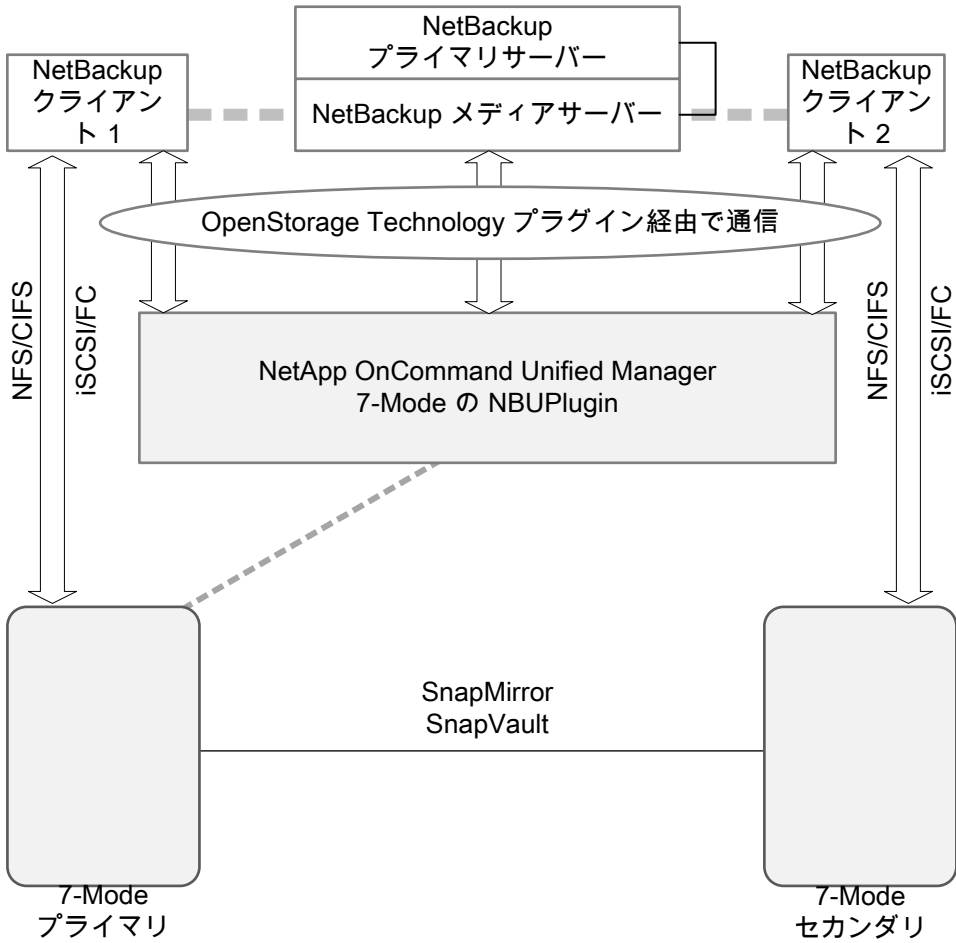 NetBackup
プライマリサーバー
NetBackup
クライアン
ト 1
NetBackup メディアサーバー
NetBackup
クライアン
ト 2
OpenStorage Technology プラグイン経由で通信
NFS/CIFS
iSCSI/FC
NFS/CIFS
iSCSI/FC
NetApp OnCommand Unified Manager
7-Mode の NBUPlugin
SnapMirror
SnapVault
7-Mode
プライマリ
7-Mode
セカンダリ